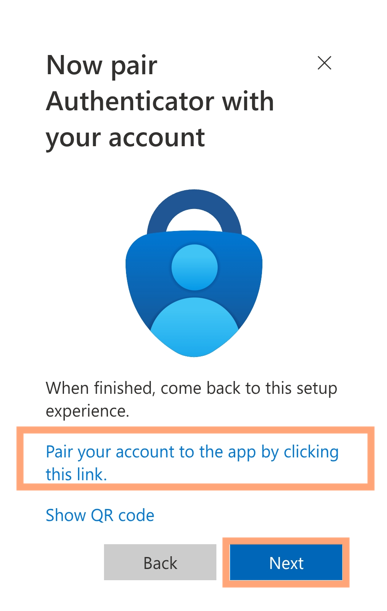 Now pair
Authenticator with
your account
When finished, come back to this setup
experience.
Pair your account to the app by clicking
this link.
Show QR code
Back
Next